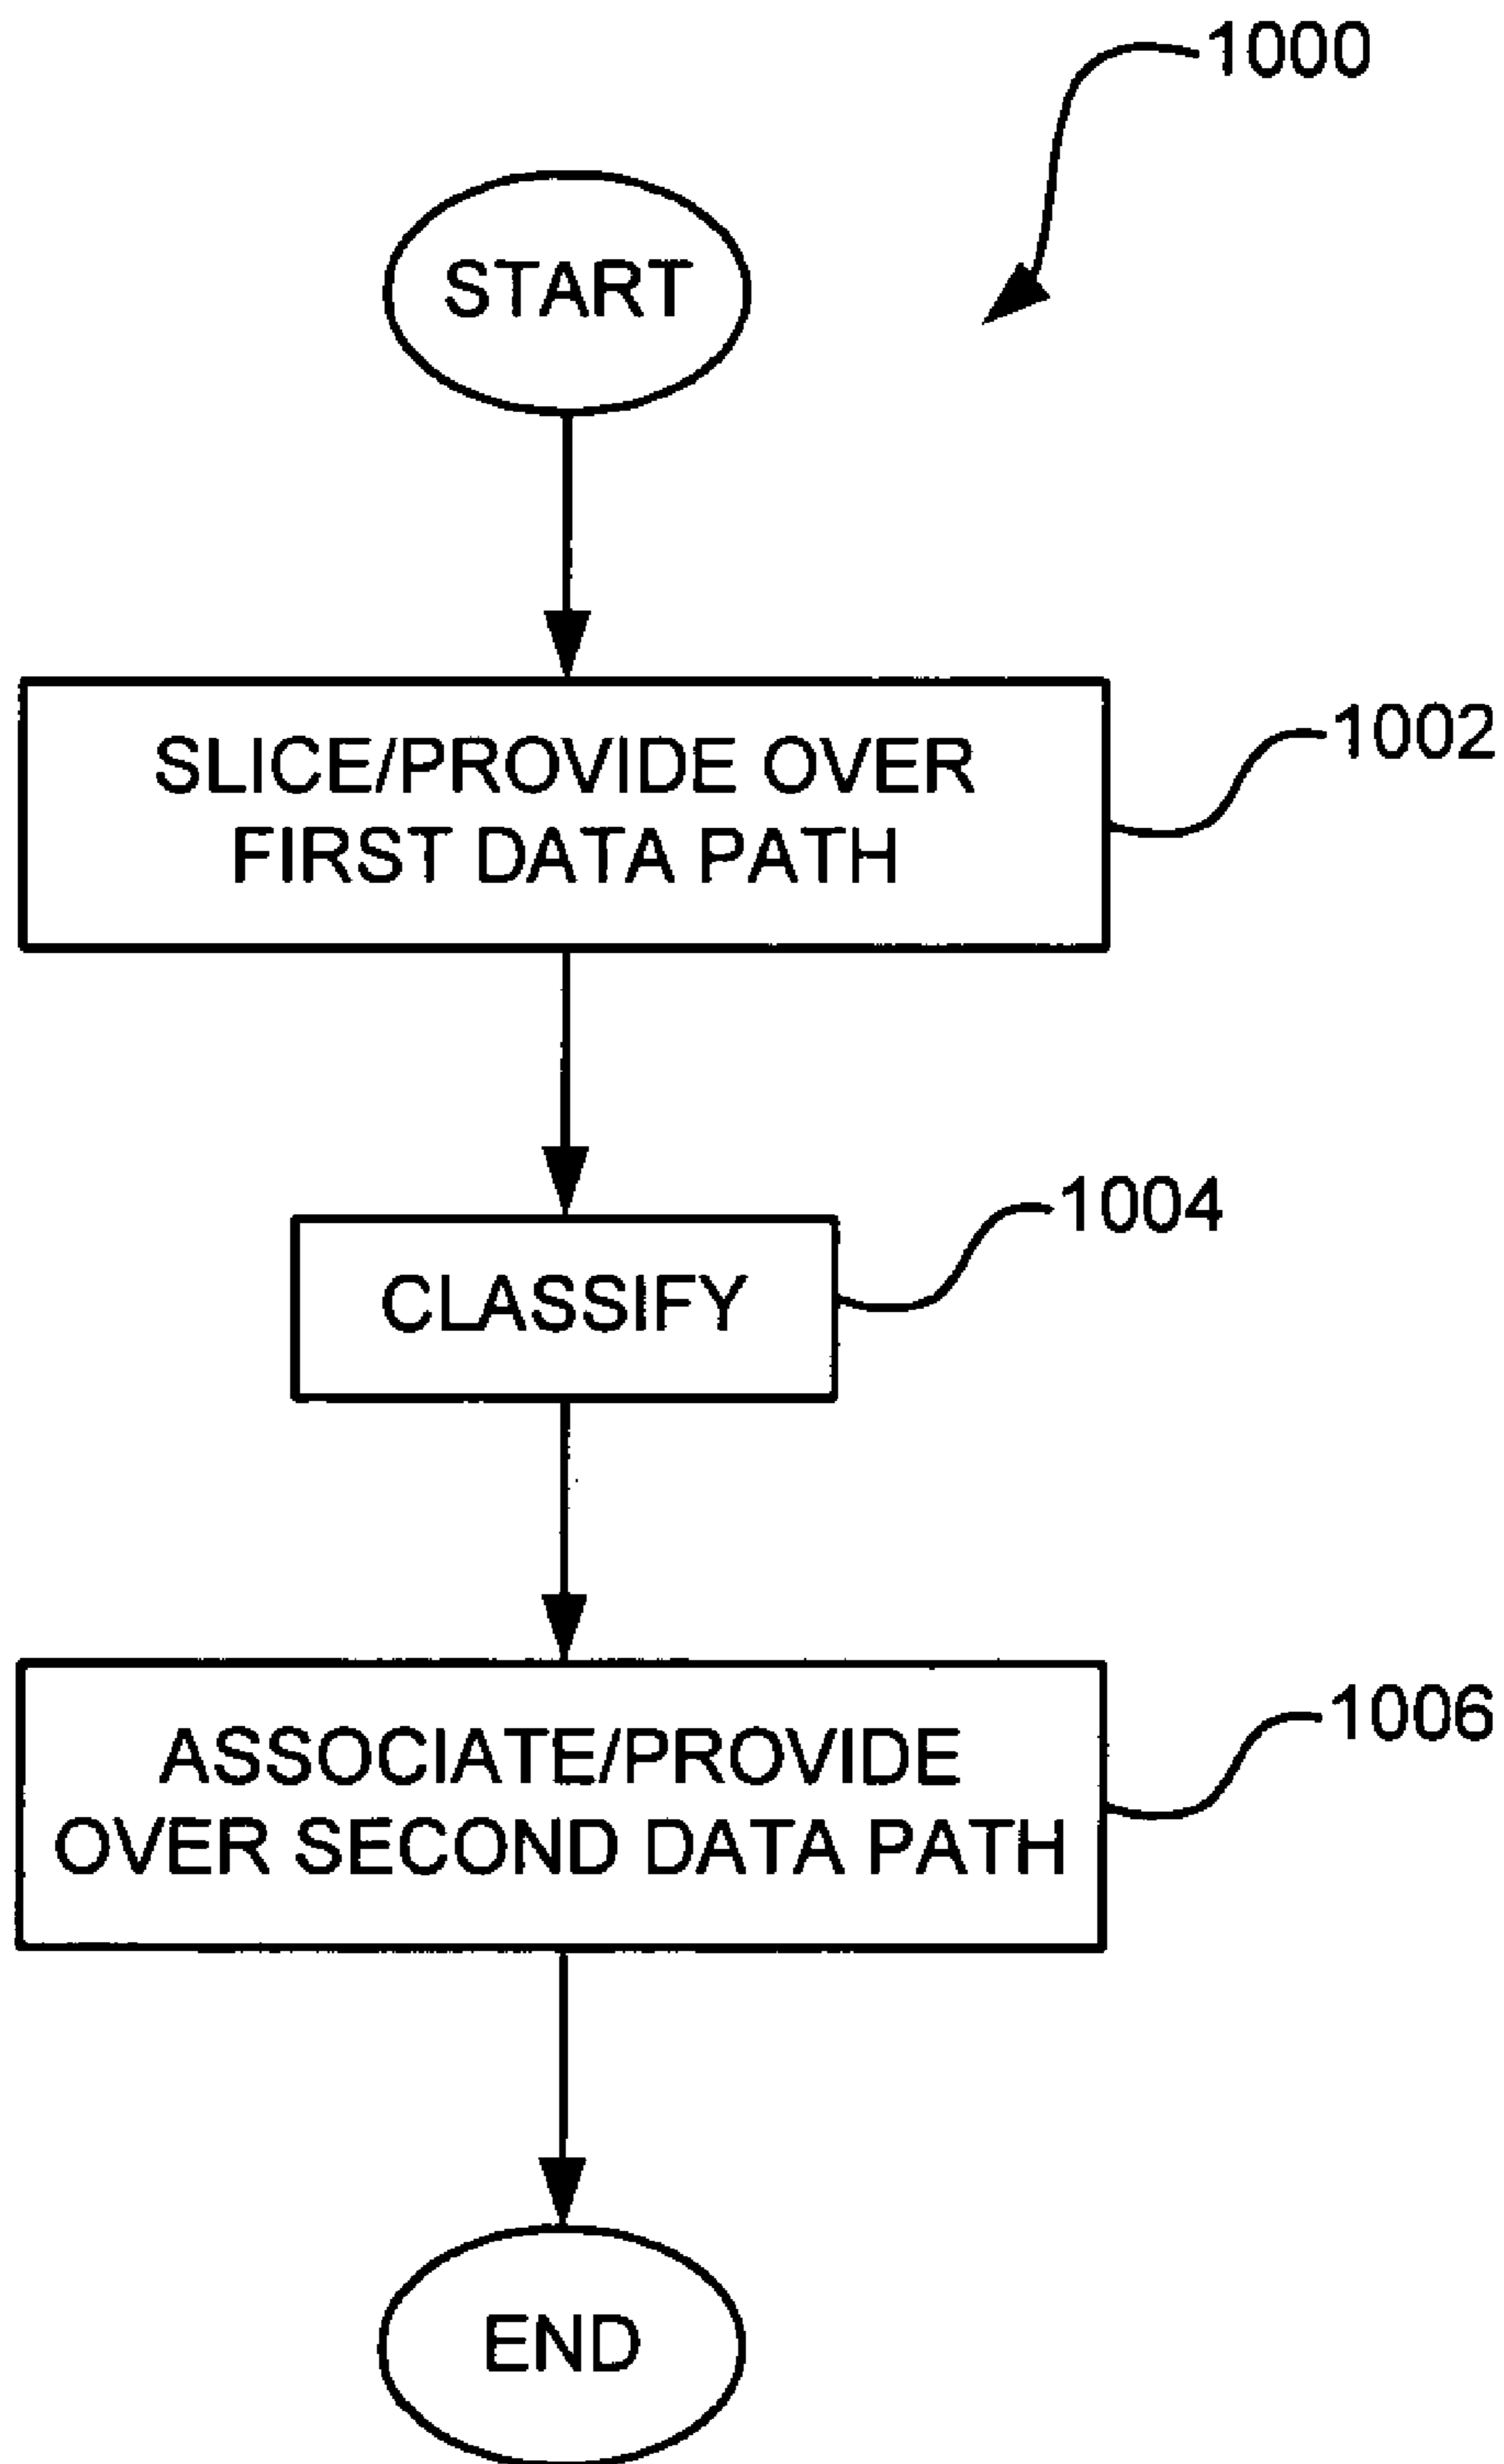 1000
START
SLICE/PROVIDE OVER
FIRST DATA PATH
1002
CLASSIFY
1004
ASSOCIATE/PROVIDE
OVER SECOND DATA PATH
1006
END